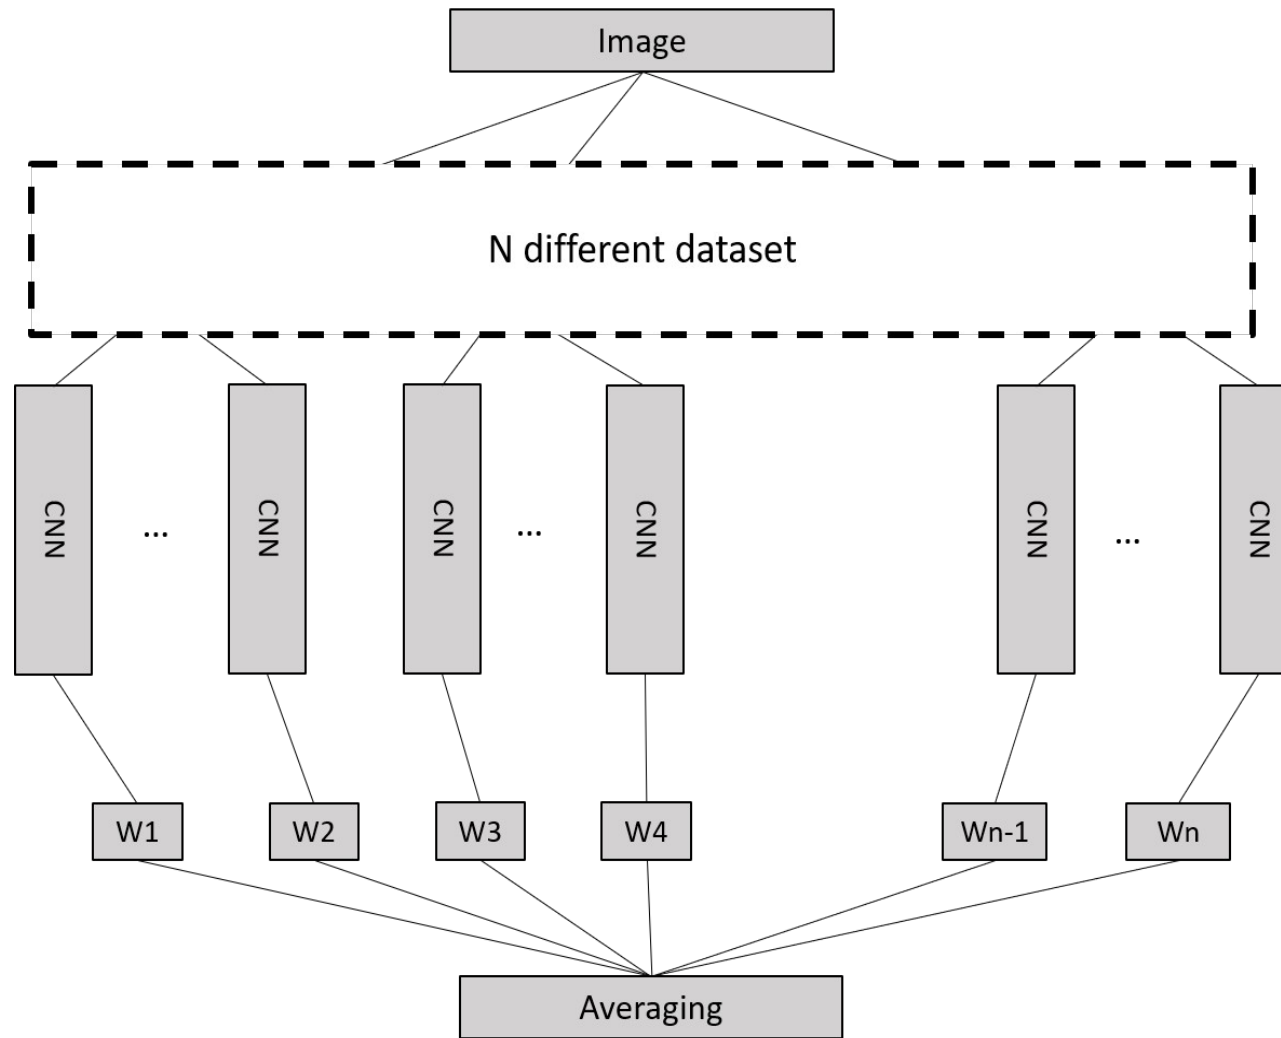 Image
N different dataset
CNN
...
CNN
CNN
...
CNN
CNN
...
CNN
W1
W2
W3
W4
Wn-1
Wn
Averaging